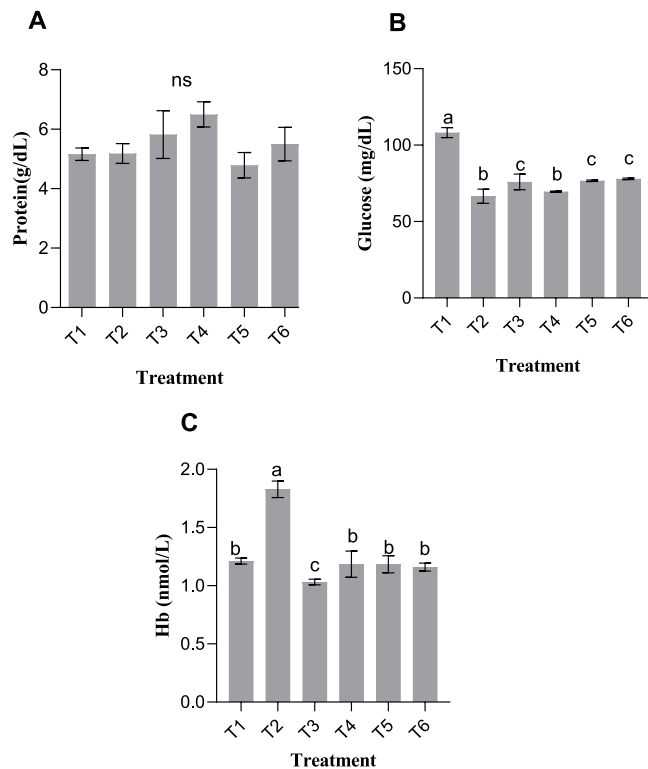 A
8
6
4
2
0
Protein(g/dL)
ns
T1 T2 T3 T4 T5 T6
Treatment
B
150
100
50
0
Glucose (mg/dL)
a b c b c c
T1 T2 T3 T4 T5 T6
Treatment
C
2.0
1.5
1.0
0.5
0.0
Hb (nmol/L)
b a c b b b
T1 T2 T3 T4 T5 T6
Treatment